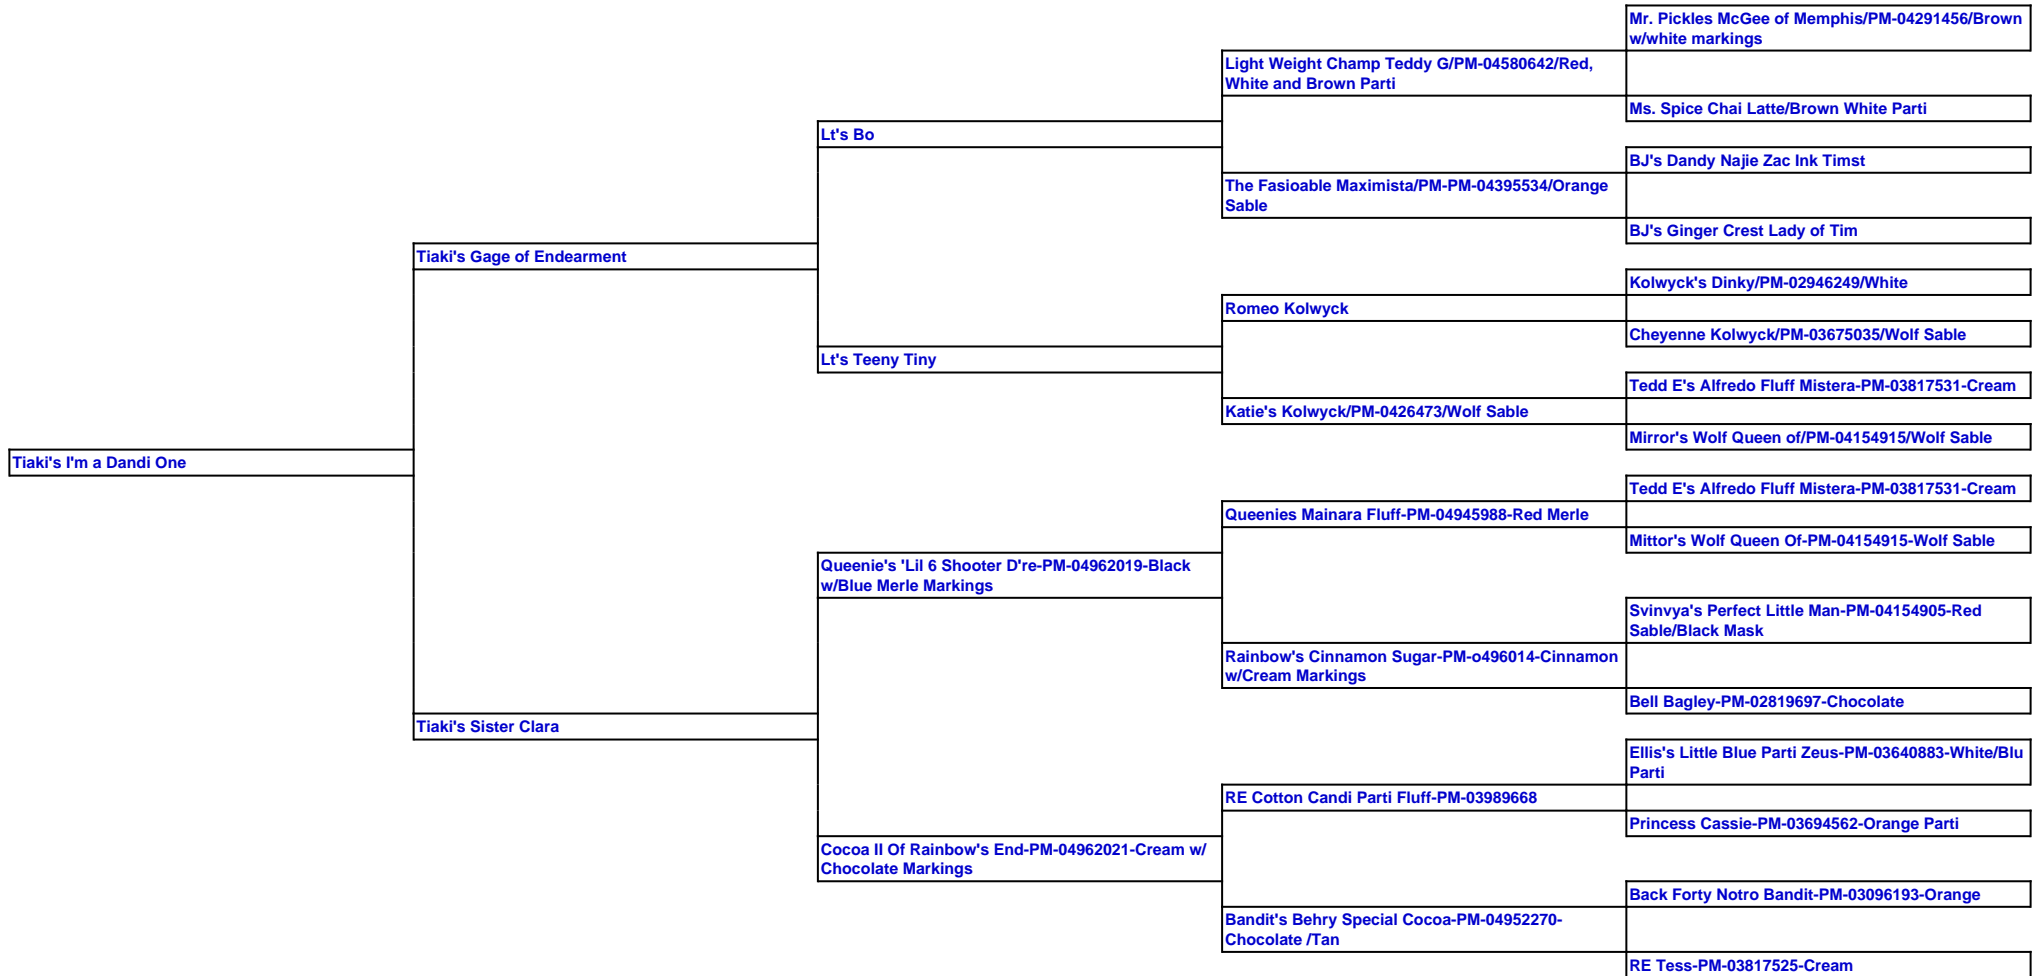 Mr. Pickles McGee of Memphis/PM-04291456/Brown
w/white markings
Light Weight Champ Teddy G/PM-04580642/Red,
White and Brown Parti
Ms. Spice Chai Latte/Brown White Parti
Lt's Bo
BJ's Dandy Najie Zac Ink Timst
The Fasioable Maximista/PM-PM-04395534/Orange
Sable
BJ's Ginger Crest Lady of Tim
Tiaki's Gage of Endearment
Kolwyck's Dinky/PM-02946249/White
Romeo Kolwyck
Cheyenne Kolwyck/PM-03675035/Wolf Sable
Lt's Teeny Tiny
Tedd E's Alfredo Fluff Mistera-PM-03817531-Cream
Katie's Kolwyck/PM-0426473/Wolf Sable
Mirror's Wolf Queen of/PM-04154915/Wolf Sable
Tiaki's I'm a Dandi One
Tedd E's Alfredo Fluff Mistera-PM-03817531-Cream
Queenies Mainara Fluff-PM-04945988-Red Merle
Mittor's Wolf Queen Of-PM-04154915-Wolf Sable
Queenie's 'Lil 6 Shooter D're-PM-04962019-Black
w/Blue Merle Markings
Svinvya's Perfect Little Man-PM-04154905-Red
Sable/Black Mask
Rainbow's Cinnamon Sugar-PM-o496014-Cinnamon
w/Cream Markings
Bell Bagley-PM-02819697-Chocolate
Tiaki's Sister Clara
Ellis's Little Blue Parti Zeus-PM-03640883-White/Blu
Parti
RE Cotton Candi Parti Fluff-PM-03989668
Princess Cassie-PM-03694562-Orange Parti
Cocoa II Of Rainbow's End-PM-04962021-Cream w/
Chocolate Markings
Back Forty Notro Bandit-PM-03096193-Orange
Bandit's Behry Special Cocoa-PM-04952270-
Chocolate /Tan
RE Tess-PM-03817525-Cream